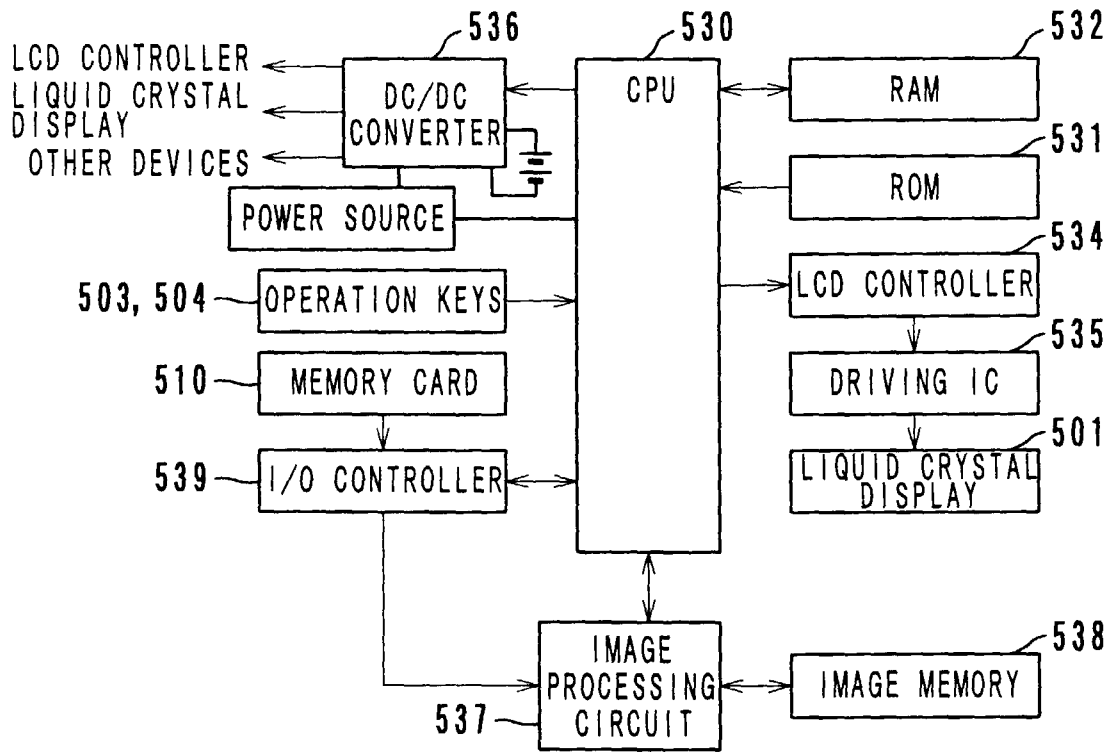 536
530
532
LCD CONTROLLER
LIQUID CRYSTAL
DISPLAY
OTHER DEVICES
DC/DC
CONVERTER
CPU
RAM
531
ROM
POWER SOURCE
534
LCD CONTROLLER
503, 504
OPERATION KEYS
535
DRIVING IC
510
MEMORY CARD
501
LIQUID CRYSTAL
DISPLAY
539
I/O CONTROLLER
IMAGE
PROCESSING
CIRCUIT
537
538
IMAGE MEMORY